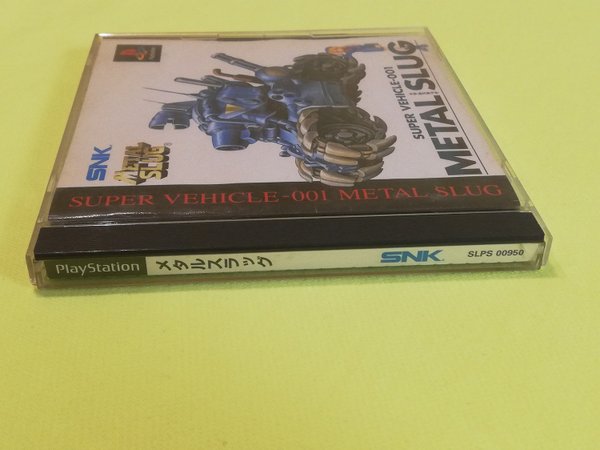 SNK
METAL
SLUG
SUPER VEHICLE-001
METAL SLUG
SUPER VEHICLE-001 METAL SLUG
PlayStation
メタルスラッグ
SNK
SLPS 00950